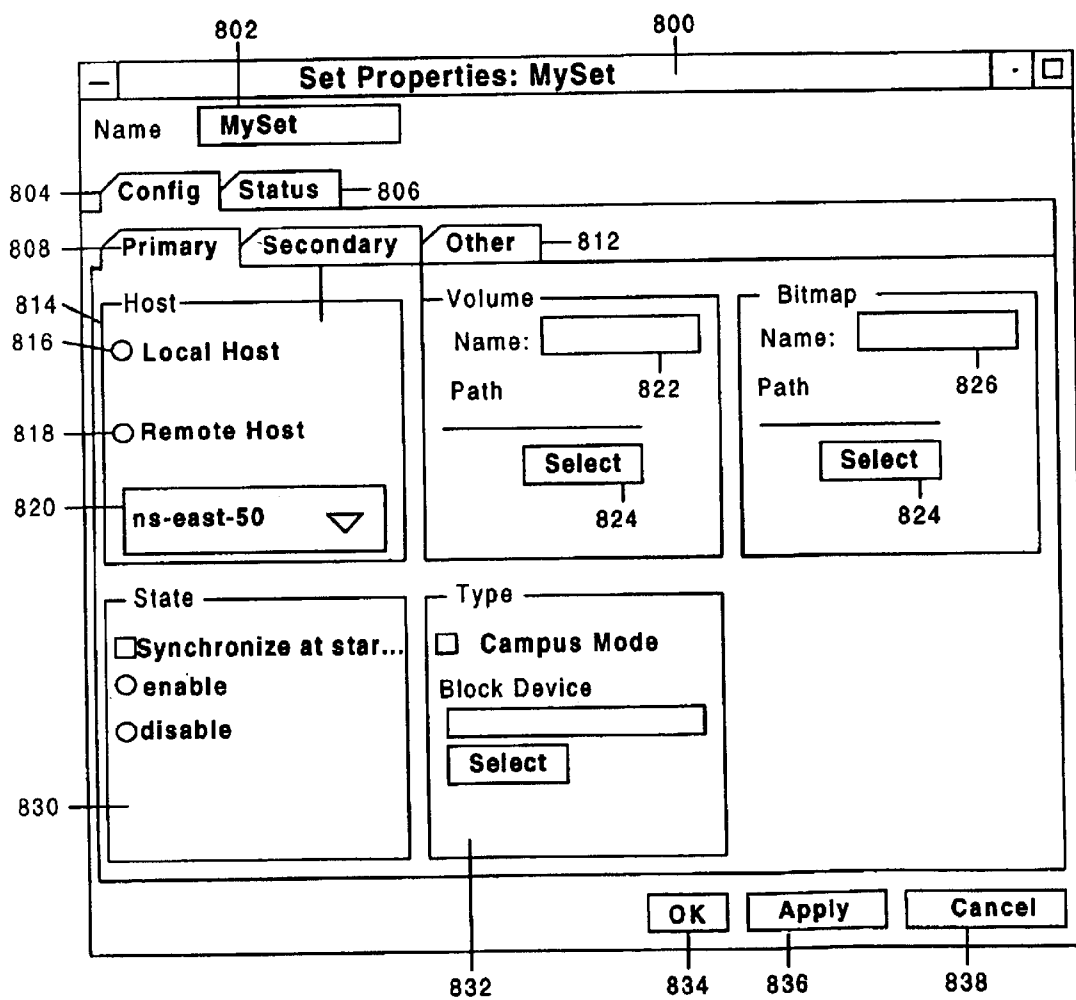 802
800
Set Properties: MySet
Name MySet
804 Config Status 806
808 Primary Secondary Other 812
814 Host Volume Bitmap
816 Local Host Name: Name:
Path 822 Path 826
818 Remote Host
Select Select
820 ns-east-50 824 824
State Type
Synchronize at star... Campus Mode
enable Block Device
disable
Select
830
OK Apply Cancel
832 834 836 838